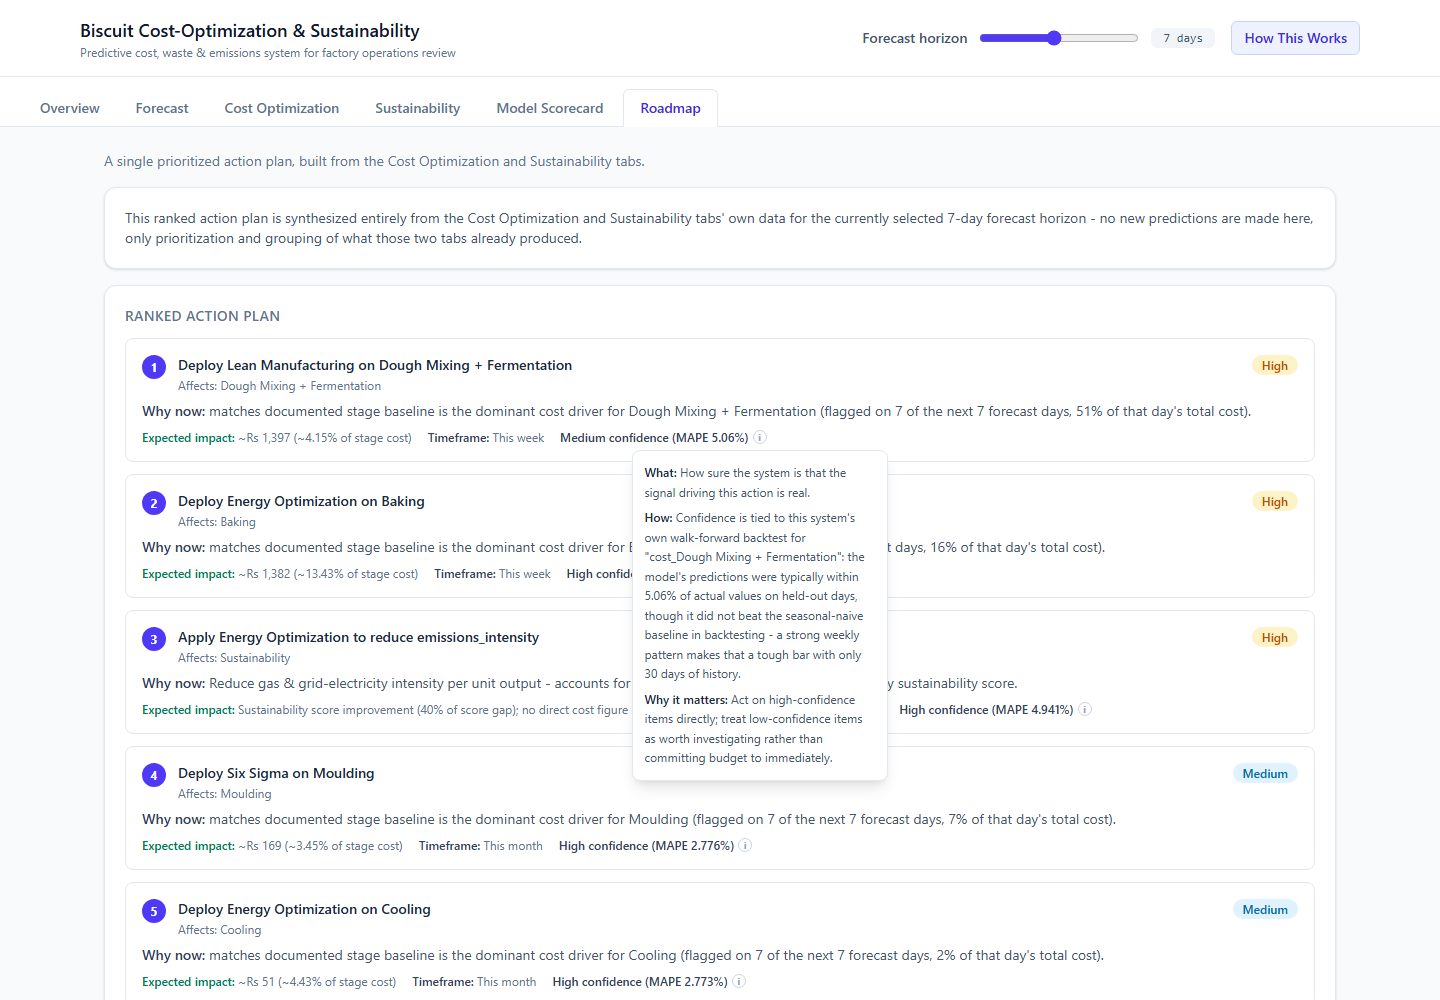 Biscuit Cost-Optimization & Sustainability
Predictive cost, waste & emissions system for factory operations review
Forecast horizon
7 days
How This Works
Overview
Forecast
Cost Optimization
Sustainability
Model Scorecard
Roadmap
A single prioritized action plan, built from the Cost Optimization and Sustainability tabs.
This ranked action plan is synthesized entirely from the Cost Optimization and Sustainability tabs' own data for the currently selected 7-day forecast horizon - no new predictions are made here,
only prioritization and grouping of what those two tabs already produced.
RANKED ACTION PLAN
1 Deploy Lean Manufacturing on Dough Mixing + Fermentation High
Affects: Dough Mixing + Fermentation
Why now: matches documented stage baseline is the dominant cost driver for Dough Mixing + Fermentation (flagged on 7 of the next 7 forecast days, 51% of that day's total cost).
Expected impact: ~Rs 1,397 (~4.15% of stage cost) Timeframe: This week Medium confidence (MAPE 5.06%) i
What: How sure the system is that the
signal driving this action is real.
How: Confidence is tied to this system's
own walk-forward backtest for
"cost_Dough Mixing + Fermentation": the
model's predictions were typically within
5.06% of actual values on held-out days,
though it did not beat the seasonal-naive
baseline in backtesting - a strong weekly
pattern makes that a tough bar with only
30 days of history.
Why it matters: Act on high-confidence
items directly; treat low-confidence items
as worth investigating rather than
committing budget to immediately.
2 Deploy Energy Optimization on Baking High
Affects: Baking
Why now: matches documented stage baseline is the dominant cost driver for days, 16% of that day's total cost).
Expected impact: ~Rs 1,382 (~13.43% of stage cost) Timeframe: This week High
3 Apply Energy Optimization to reduce emissions_intensity High
Affects: Sustainability
Why now: Reduce gas & grid-electricity intensity per unit output - accounts for sustainability score.
Expected impact: Sustainability score improvement (40% of score gap); no direct cost figure High confidence (MAPE 4.941%) i
4 Deploy Six Sigma on Moulding Medium
Affects: Moulding
Why now: matches documented stage baseline is the dominant cost driver for Moulding (flagged on 7 of the next 7 forecast days, 7% of that day's total cost).
Expected impact: ~Rs 169 (~3.45% of stage cost) Timeframe: This month High confidence (MAPE 2.776%) i
5 Deploy Energy Optimization on Cooling Medium
Affects: Cooling
Why now: matches documented stage baseline is the dominant cost driver for Cooling (flagged on 7 of the next 7 forecast days, 2% of that day's total cost).
Expected impact: ~Rs 51 (~4.43% of stage cost) Timeframe: This month High confidence (MAPE 2.773%) i